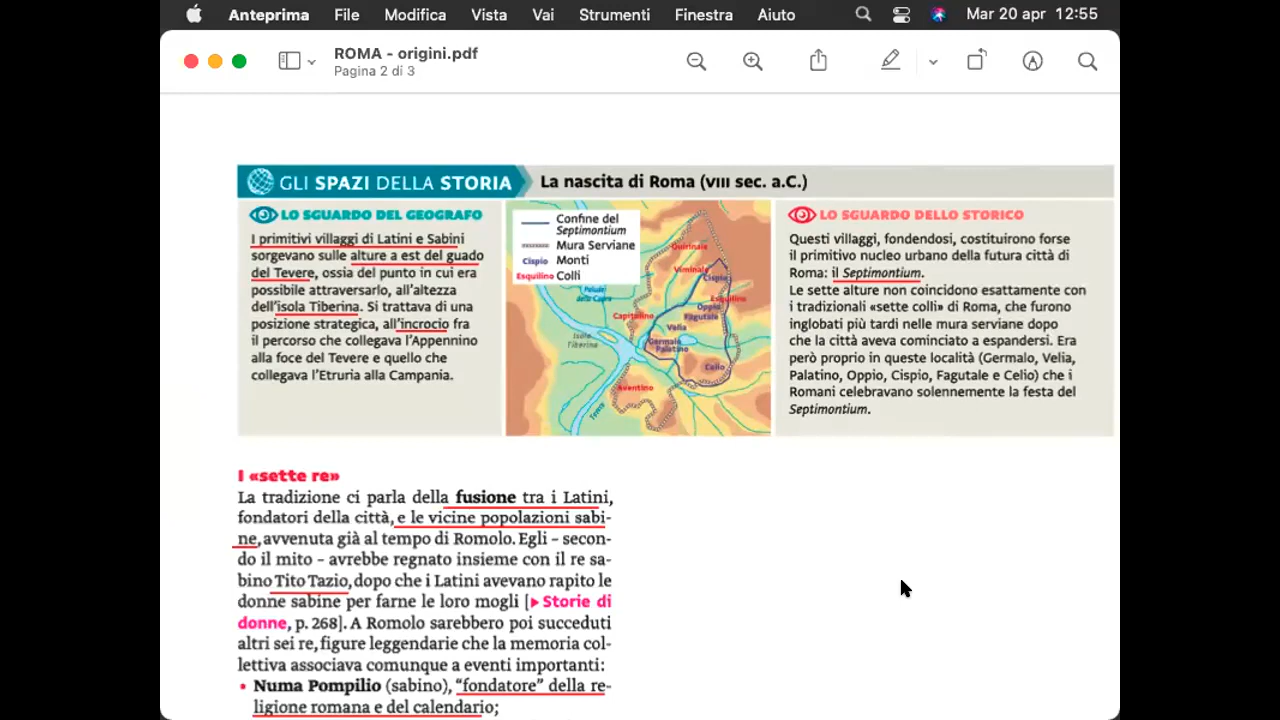 Anteprima File Modifica Vista Vai Strumenti Finestra Aiuto Mar 20 apr 12:55
ROMA - origini.pdf
Pagina 2 di 3
GLI SPAZI DELLA STORIA La nascita di Roma (VIII sec. a.C.)
LO SGUARDO DEL GEOGRAFO
I primitivi villaggi di Latini e Sabini
sorgevano sulle alture a est del guado
del Tevere, ossia del punto in cui era
possibile attraversarlo, all'altezza
dell'isola Tiberina. Si trattava di una
posizione strategica, all'incrocio fra
il percorso che collegava l'Appennino
alla foce del Tevere e quello che
collegava l'Etruria alla Campania.
Confine del
Septimontium
Mura Serviane
Cispio Monti
Esquilino Colli
Quirinale
Viminale
Cispio
Esquilino
Palude
della Capra
Oppio
Fagutale
Capitolino
Velia
Isola
Tiberina
Germalo
Palatino
Celio
Aventino
Tevere
LO SGUARDO DELLO STORICO
Questi villaggi, fondendosi, costituirono forse
il primitivo nucleo urbano della futura città di
Roma: il Septimontium.
Le sette alture non coincidono esattamente con
i tradizionali «sette colli» di Roma, che furono
inglobati più tardi nelle mura serviane dopo
che la città aveva cominciato a espandersi. Era
però proprio in queste località (Germalo, Velia,
Palatino, Oppio, Cispio, Fagutale e Celio) che i
Romani celebravano solennemente la festa del
Septimontium.
I «sette re»
La tradizione ci parla della fusione tra i Latini,
fondatori della città, e le vicine popolazioni sabi-
ne, avvenuta già al tempo di Romolo. Egli – secon-
do il mito – avrebbe regnato insieme con il re sa-
bino Tito Tazio, dopo che i Latini avevano rapito le
donne sabine per farne le loro mogli [▶ Storie di
donne, p. 268]. A Romolo sarebbero poi succeduti
altri sei re, figure leggendarie che la memoria col-
lettiva associava comunque a eventi importanti:
• Numa Pompilio (sabino), “fondatore” della re-
ligione romana e del calendario;